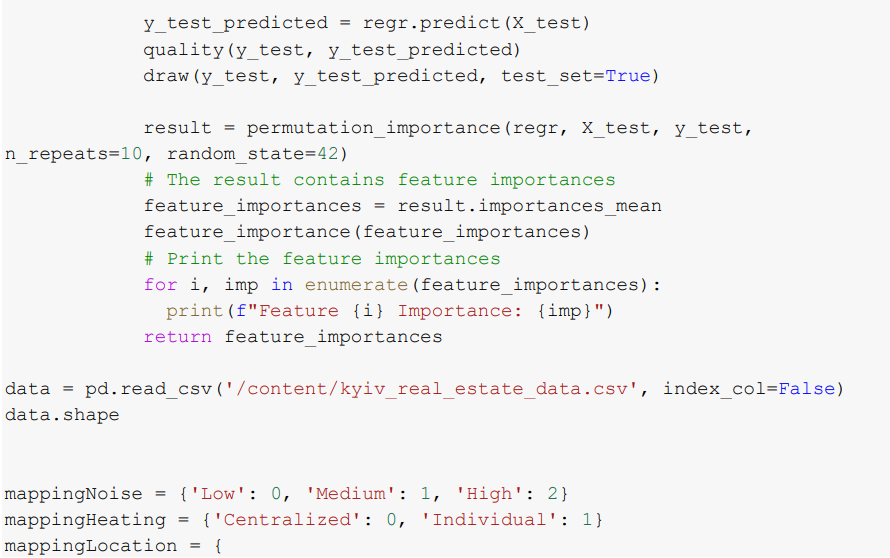 y_test_predicted = regr.predict(X_test)
quality(y_test, y_test_predicted)
draw(y_test, y_test_predicted, test_set=True)
result = permutation_importance(regr, X_test, y_test,
n_repeats=10, random_state=42)
# The result contains feature importances
feature_importances = result.importances_mean
feature_importance(feature_importances)
# Print the feature importances
for i, imp in enumerate(feature_importances):
print(f"Feature {i} Importance: {imp}")
return feature_importances
data = pd.read_csv('/content/kyiv_real_estate_data.csv', index_col=False)
data.shape
mappingNoise = {'Low': 0, 'Medium': 1, 'High': 2}
mappingHeating = {'Centralized': 0, 'Individual': 1}
mappingLocation = {